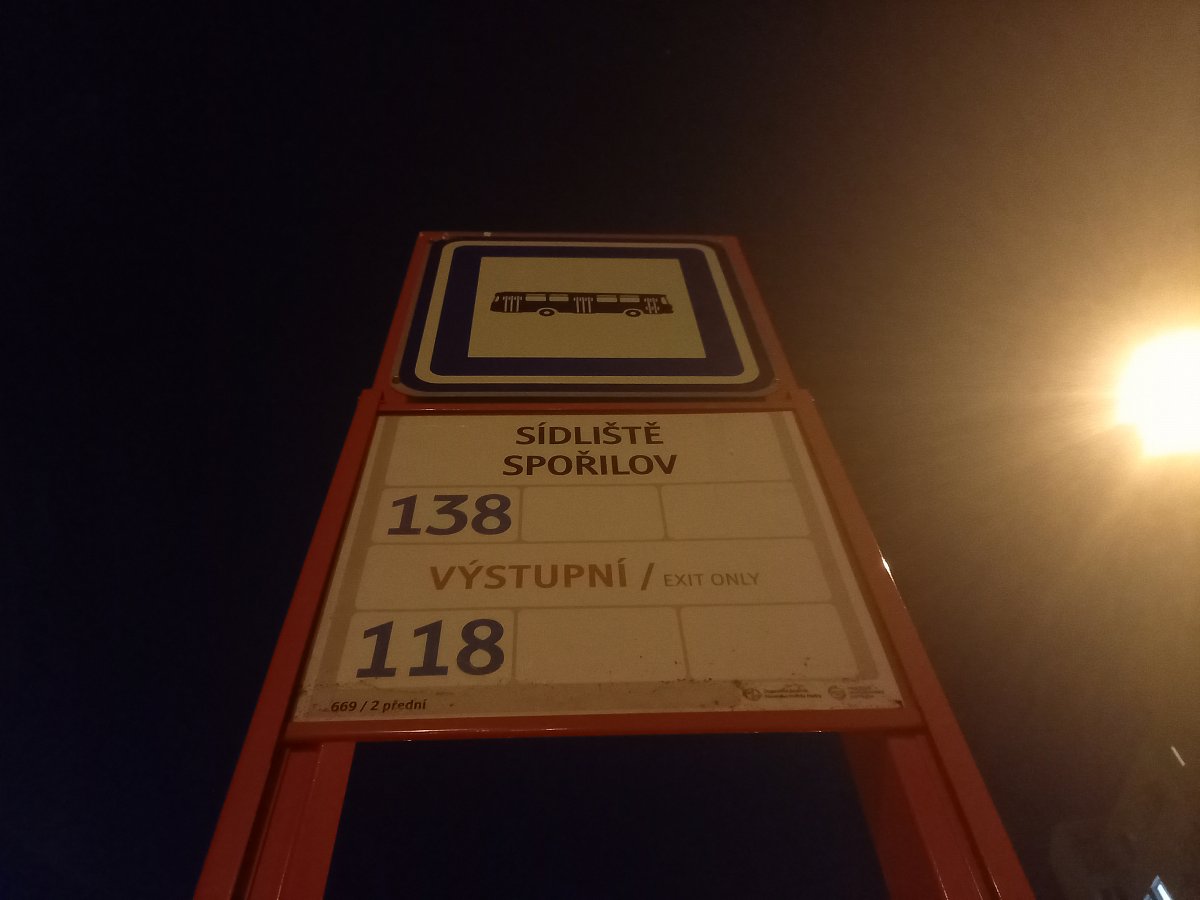 SÍDLIŠTĚ
SPOŘILOV
138
VÝSTUPNÍ / EXIT ONLY
118
669 / 2 přední